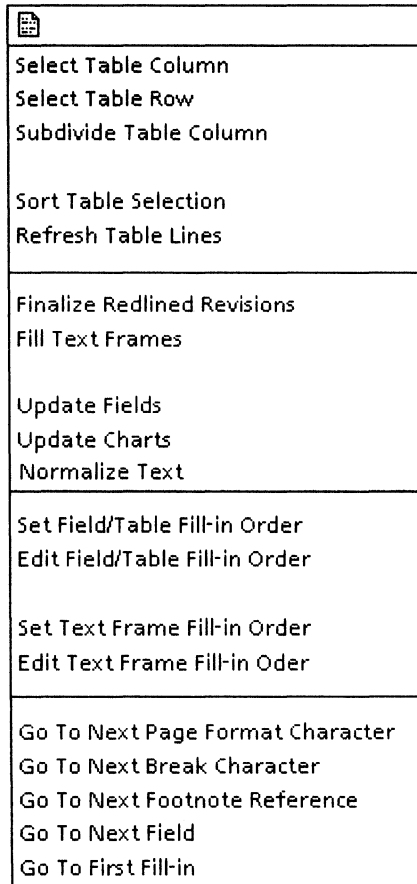 Select Table Column
Select Table Row
Subdivide Table Column
Sort Table Selection
Refresh Table Lines
Finalize Redlined Revisions
Fill Text Frames
Update Fields
Update Charts
Normalize Text
Set Field/Table Fill-in Order
Edit Field/Table Fill-in Order
Set Text Frame Fill-in Order
Edit Text Frame Fill-in Oder
Go To Next Page Format Character
Go To Next Break Character
Go To Next Footnote Reference
Go To Next Field
Go To First Fill-in